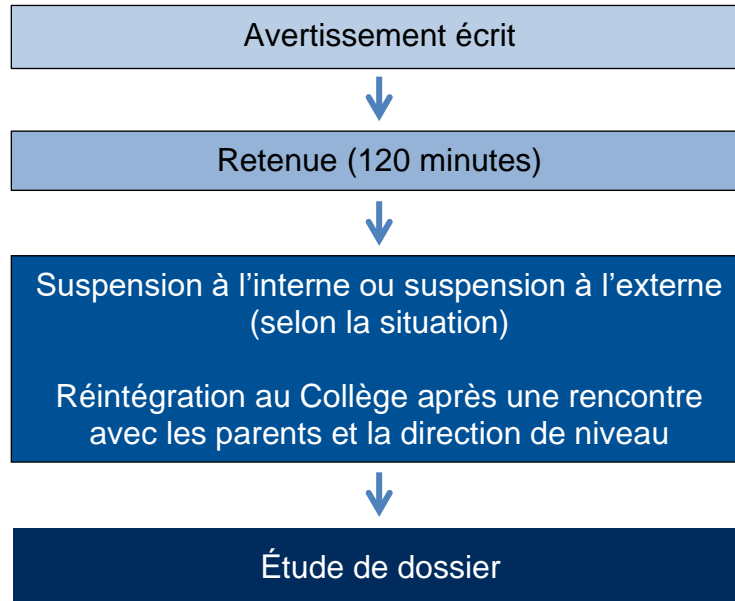 Avertissement écrit
Retenue (120 minutes)
Suspension à l’interne ou suspension à l’externe
(selon la situation)
Réintégration au Collège après une rencontre
avec les parents et la direction de niveau
Étude de dossier